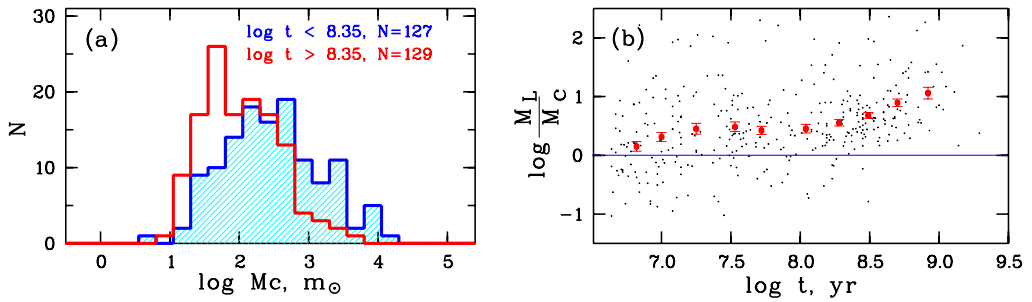 (a)
log t < 8.35, N=127
log t > 8.35, N=129
N
30
20
10
0
0 1 2 3 4 5
log Mc, m⊙
(b)
log M_L/M_C
2
1
0
-1
7.0 7.5 8.0 8.5 9.0 9.5
log t, yr